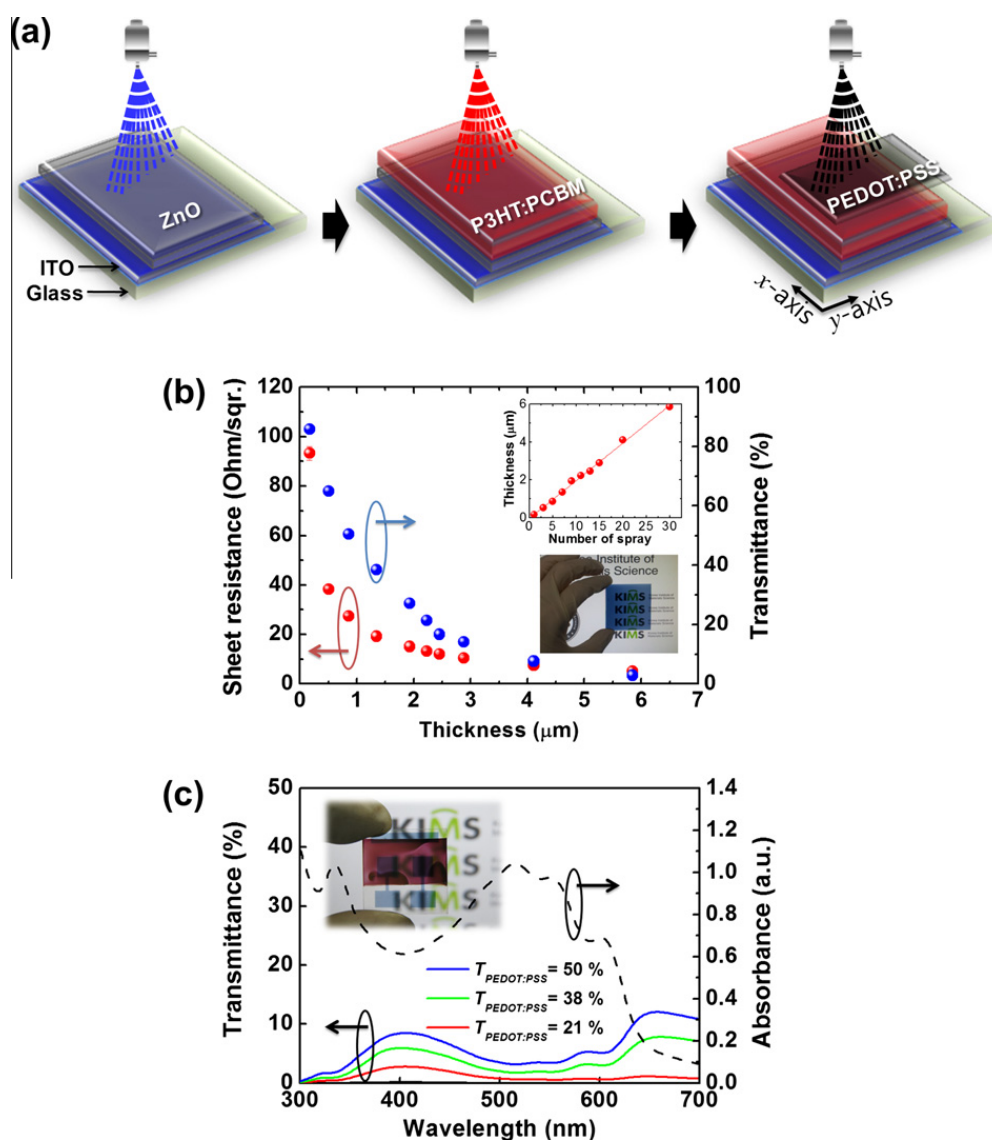 (a)
ZnO
P3HT:PCBM
PEDOT:PSS
ITO
Glass
x-axis
y-axis
(b)
Sheet resistance (Ohm/sqr.)
120
100
80
60
40
20
0
0 1 2 3 4 5 6 7
Thickness (μm)
100
80
60
40
20
0
Transmittance (%)
6
4
2
0
Thickness (μm)
0 5 10 15 20 25 30
Number of spray
Institute of
Science
KIMS
KIMS
KIMS
KIMS
(c)
Transmittance (%)
50
40
30
20
10
0
300 400 500 600 700
Wavelength (nm)
1.4
1.2
1.0
0.8
0.6
0.4
0.2
0.0
Absorbance (a.u.)
KIMS
KIMS
KIMS
T PEDOT:PSS = 50 %
T PEDOT:PSS = 38 %
T PEDOT:PSS = 21 %